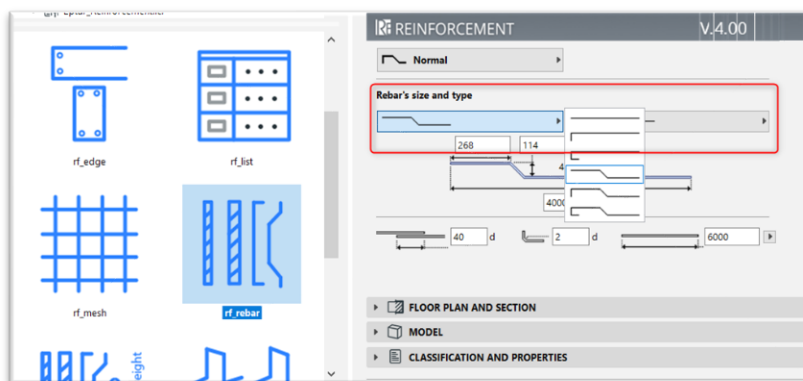 REINFORCEMENT
V.4.00
Normal
Rebar's size and type
268
114
4
4000
rf_edge
rf_list
40 d
2 d
6000
rf_mesh
rf_rebar
FLOOR PLAN AND SECTION
MODEL
CLASSIFICATION AND PROPERTIES
eight